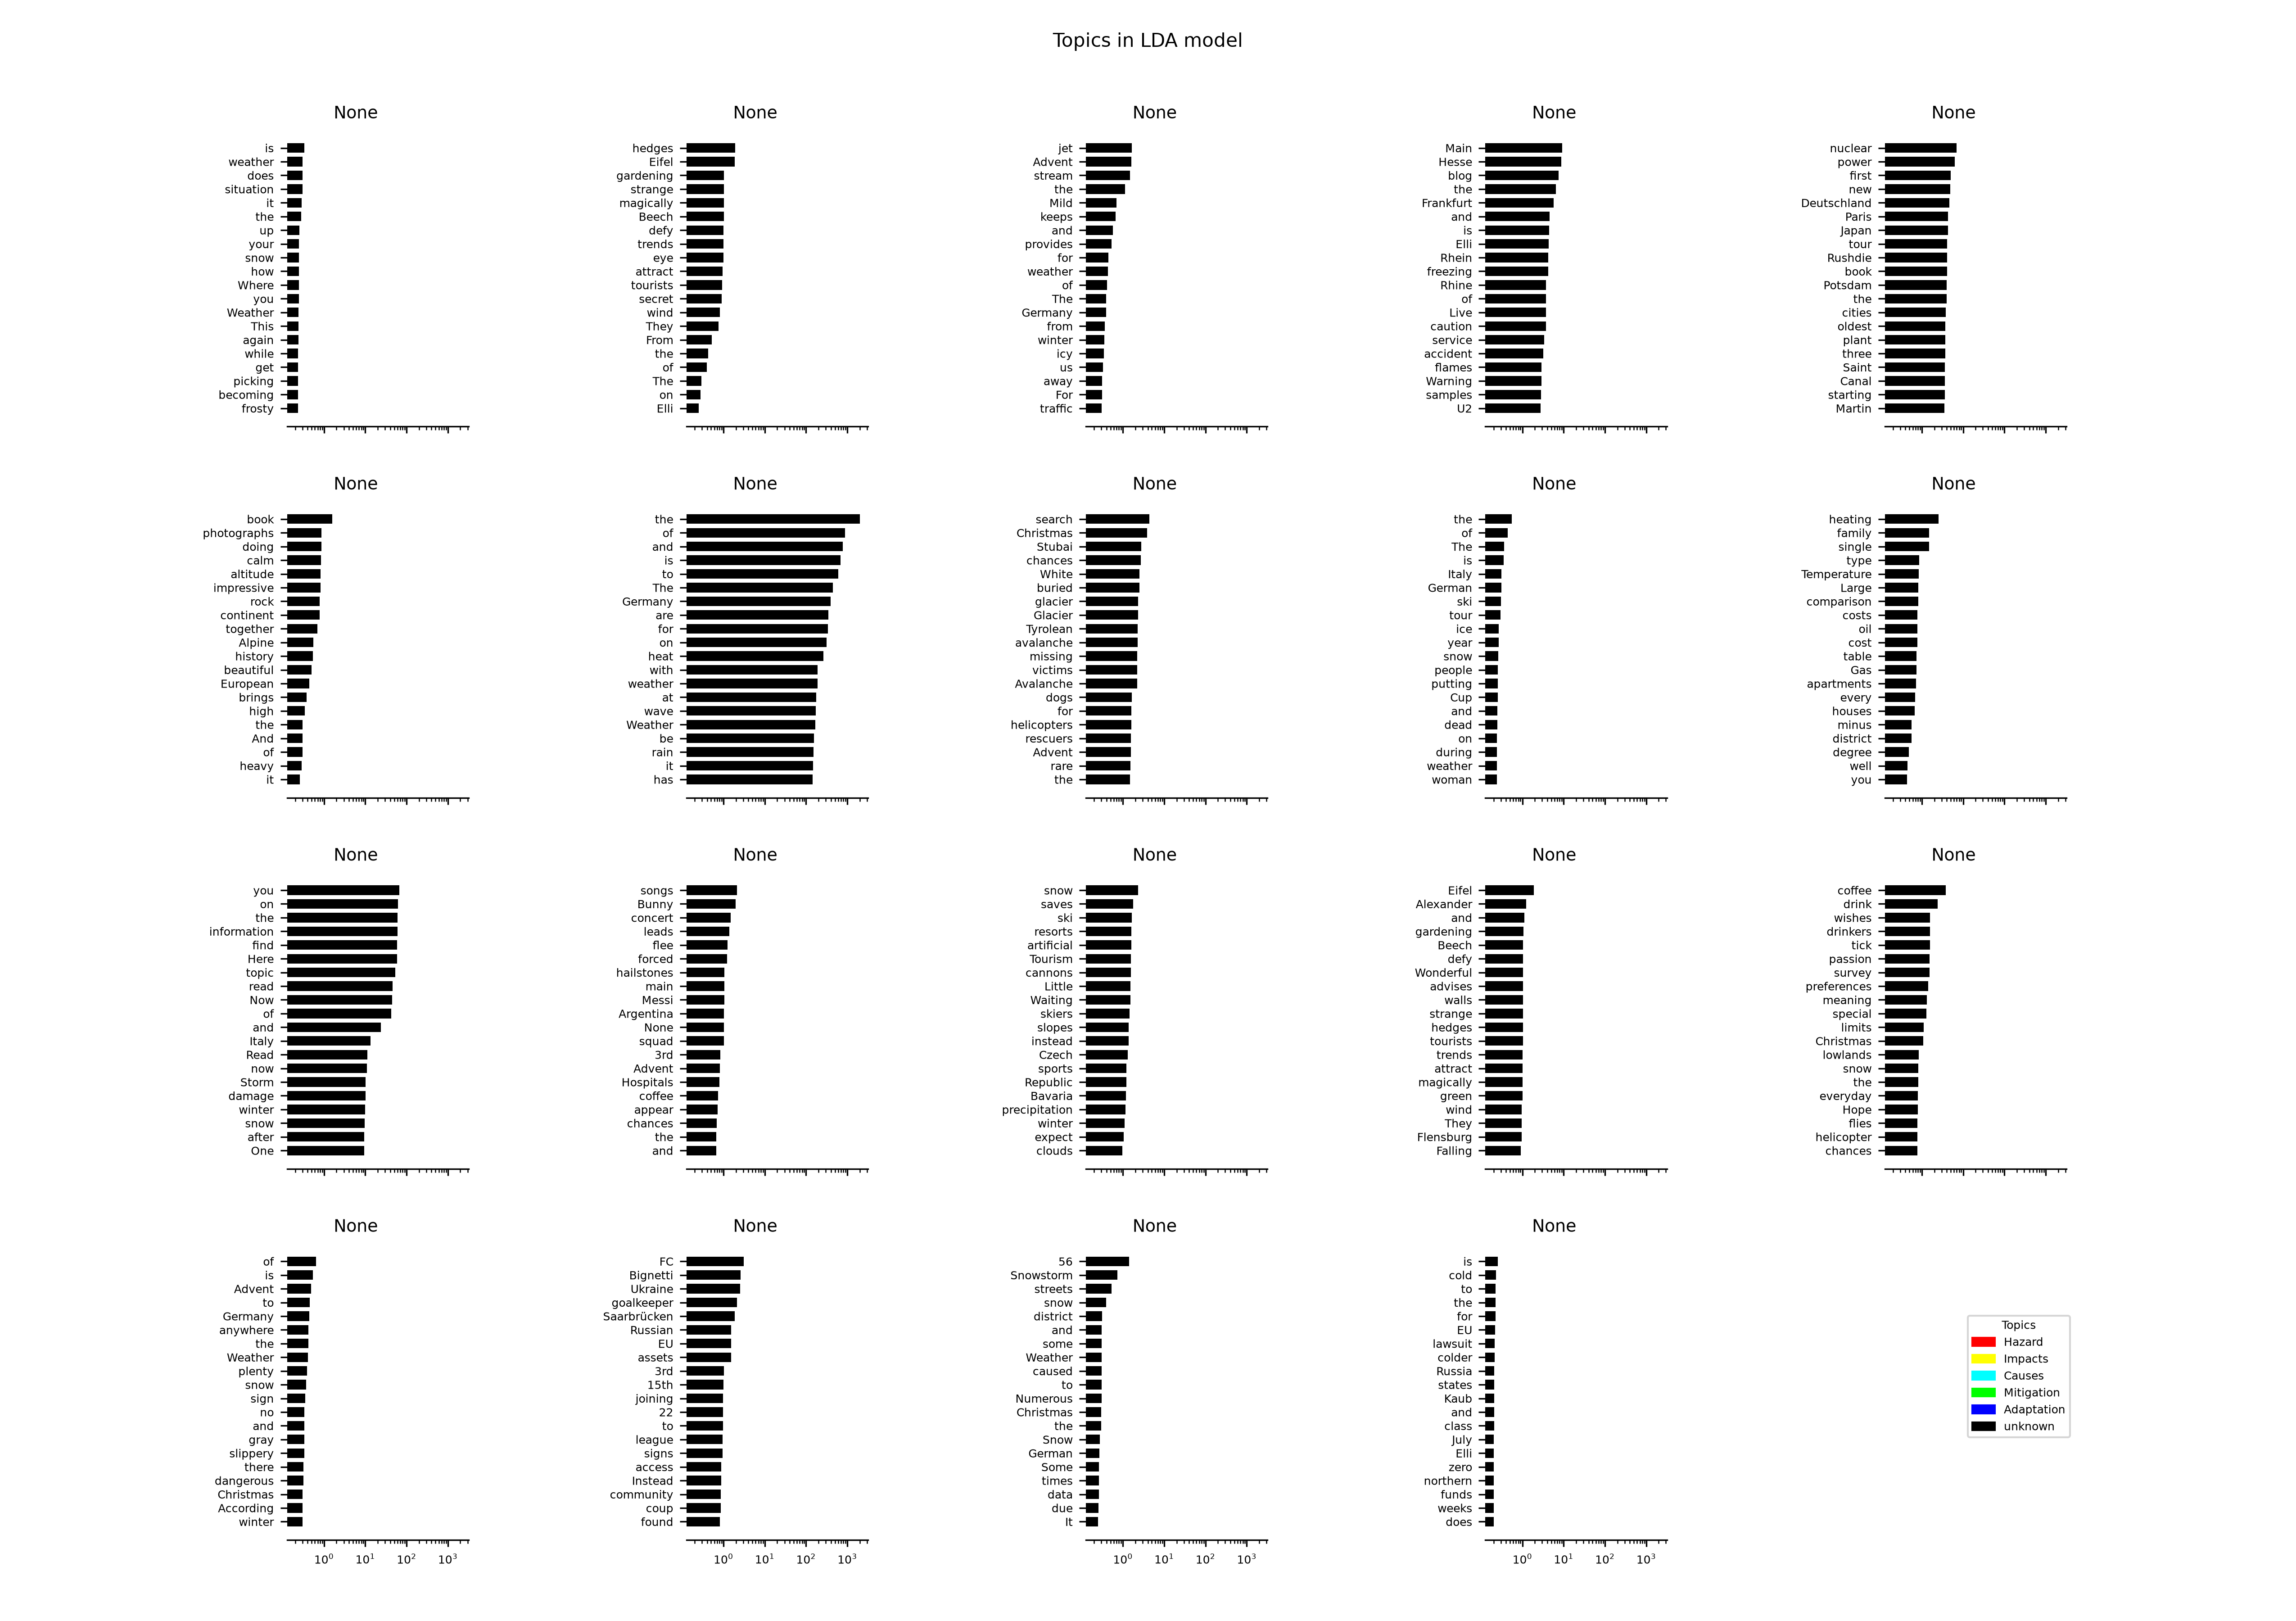 Topics in LDA model
None
is
weather
does
situation
it
the
up
your
snow
how
Where
you
Weather
This
again
while
get
picking
becoming
frosty
None
hedges
Eifel
gardening
strange
magically
Beech
defy
trends
eye
attract
tourists
secret
wind
They
From
the
of
The
on
Elli
None
jet
Advent
stream
the
Mild
keeps
and
provides
for
weather
of
The
Germany
from
winter
icy
us
away
For
traffic
None
Main
Hesse
blog
the
Frankfurt
and
is
Elli
Rhein
freezing
Rhine
of
Live
caution
service
accident
flames
Warning
samples
U2
None
nuclear
power
first
new
Deutschland
Paris
Japan
tour
Rushdie
book
Potsdam
the
cities
oldest
plant
three
Saint
Canal
starting
Martin
None
book
photographs
doing
calm
altitude
impressive
rock
continent
together
Alpine
history
beautiful
European
brings
high
the
And
of
heavy
it
None
the
of
and
is
to
The
Germany
are
for
on
heat
with
weather
at
wave
Weather
be
rain
it
has
None
search
Christmas
Stubai
chances
White
buried
glacier
Glacier
Tyrolean
avalanche
missing
victims
Avalanche
dogs
for
helicopters
rescuers
Advent
rare
the
None
the
of
The
is
Italy
German
ski
tour
ice
year
snow
people
putting
Cup
and
dead
on
during
weather
woman
None
heating
family
single
type
Temperature
Large
comparison
costs
oil
cost
table
Gas
apartments
every
houses
minus
district
degree
well
you
None
you
on
the
information
find
Here
topic
read
Now
of
and
Italy
Read
now
Storm
damage
winter
snow
after
One
None
songs
Bunny
concert
leads
flee
forced
hailstones
main
Messi
Argentina
None
squad
3rd
Advent
Hospitals
coffee
appear
chances
the
and
None
snow
saves
ski
resorts
artificial
Tourism
cannons
Little
Waiting
skiers
slopes
instead
Czech
sports
Republic
Bavaria
precipitation
winter
expect
clouds
None
Eifel
Alexander
and
gardening
Beech
defy
Wonderful
advises
walls
strange
hedges
tourists
trends
attract
magically
green
wind
They
Flensburg
Falling
None
coffee
drink
wishes
drinkers
tick
passion
survey
preferences
meaning
special
limits
Christmas
lowlands
snow
the
everyday
Hope
flies
helicopter
chances
None
of
is
Advent
to
Germany
anywhere
the
Weather
plenty
snow
sign
no
and
gray
slippery
there
dangerous
Christmas
According
winter
10⁰ 10¹ 10² 10³
None
FC
Bignetti
Ukraine
goalkeeper
Saarbrücken
Russian
EU
assets
3rd
15th
joining
22
to
league
signs
access
Instead
community
coup
found
10⁰ 10¹ 10² 10³
None
56
Snowstorm
streets
snow
district
and
some
Weather
caused
to
Numerous
Christmas
the
Snow
German
Some
times
data
due
It
10⁰ 10¹ 10² 10³
None
is
cold
to
the
for
EU
lawsuit
colder
Russia
states
Kaub
and
class
July
Elli
zero
northern
funds
weeks
does
10⁰ 10¹ 10² 10³
Topics
Hazard
Impacts
Causes
Mitigation
Adaptation
unknown